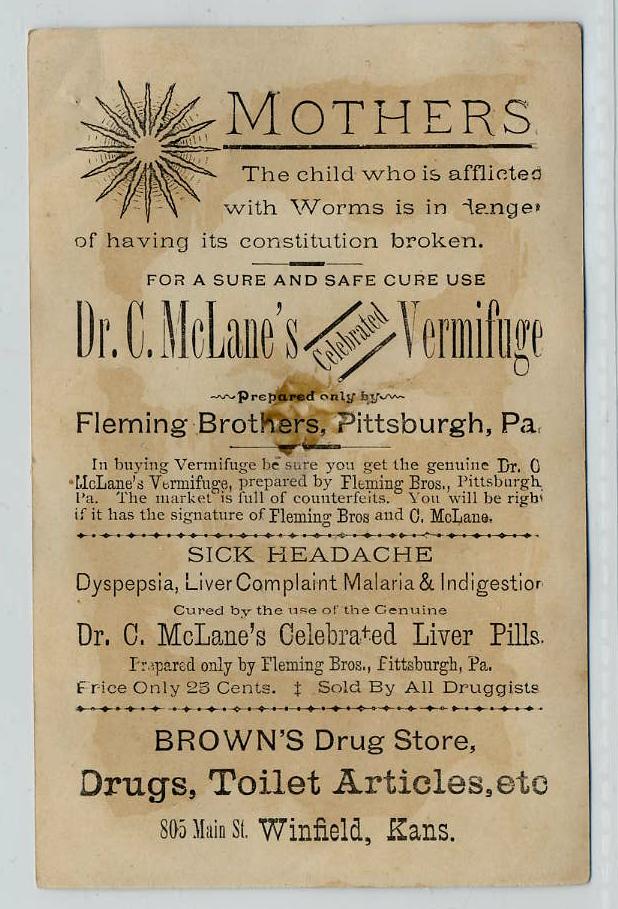 MOTHERS
The child who is afflicted
with Worms is in dange
of having its constitution broken.
FOR A SURE AND SAFE CURE USE
Dr. C. McLane's Celebrated Vermifuge
Prepared only by
Fleming Brothers, Pittsburgh, Pa.
In buying Vermifuge be sure you get the genuine Dr. C
McLane's Vermifuge, prepared by Fleming Bros., Pittsburgh
Pa. The market is full of counterfeits. You will be righ
if it has the signature of Fleming Bros and C. McLane.
SICK HEADACHE
Dyspepsia, Liver Complaint Malaria & Indigestion
Cured by the use of the Genuine
Dr. C. McLane's Celebrated Liver Pills.
Prepared only by Fleming Bros., Pittsburgh, Pa.
Price Only 25 Cents. ‡ Sold By All Druggists
BROWN'S Drug Store,
Drugs, Toilet Articles, etc
805 Main St. Winfield, Kans.